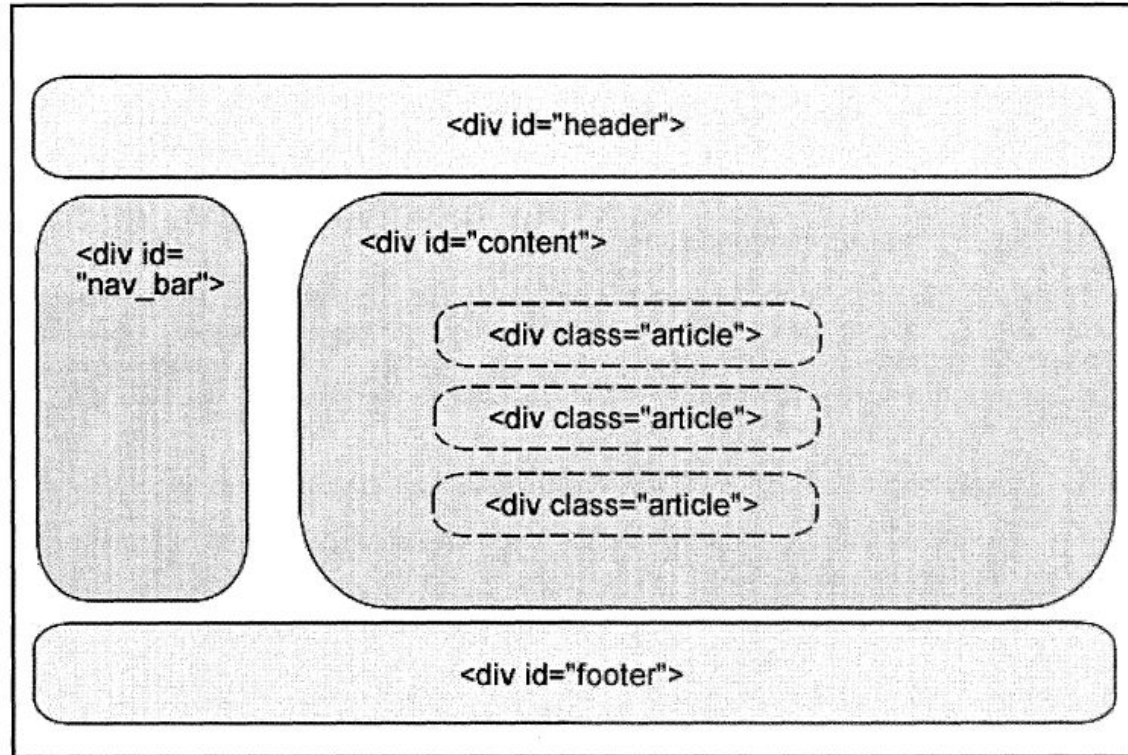 <div id="header">
<div id=
"nav_bar">
<div id="content">
<div class="article">
<div class="article">
<div class="article">
<div id="footer">